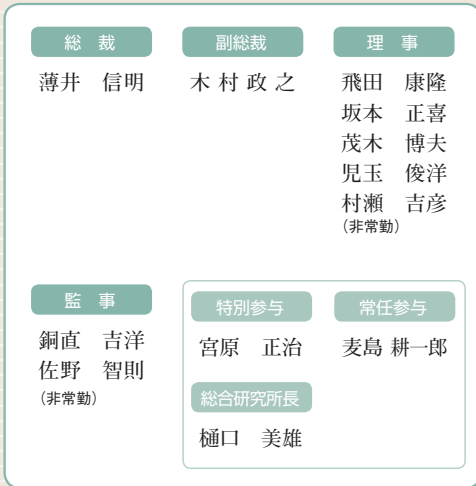 総 裁
薄井 信明
副総裁
木村政之
理 事
飛田 康隆
坂本 正喜
茂木 博夫
児玉 俊洋
村瀬 吉彦
（非常勤）
監 事
銅直 吉洋
佐野 智則
（非常勤）
特別参与
宮原 正治
常任参与
麦島 耕一郎
総合研究所長
樋口 美雄